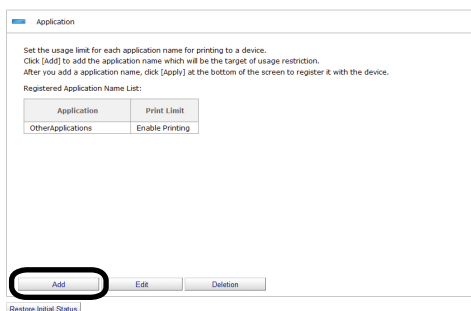 Application
Set the usage limit for each application name for printing to a device.
Click [Add] to add the application name which will be the target of usage restriction.
After you add a application name, click [Apply] at the bottom of the screen to register it with the device.
Registered Application Name List:
Application Print Limit
OtherApplications Enable Printing
Add Edit Deletion
Restore Initial Status